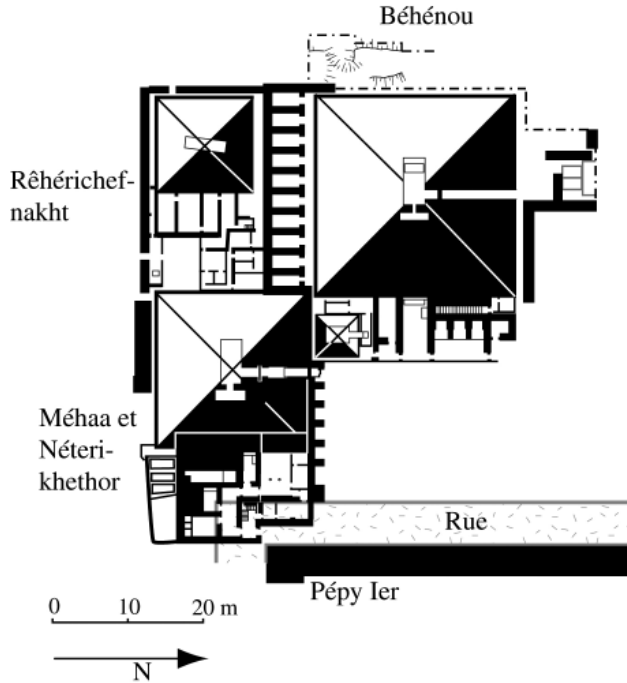 Béhénou
Rêhérichef-
nakht
Méhaa et
Néteri-
khethor
Rue
Pépy Ier
0 10 20 m
N